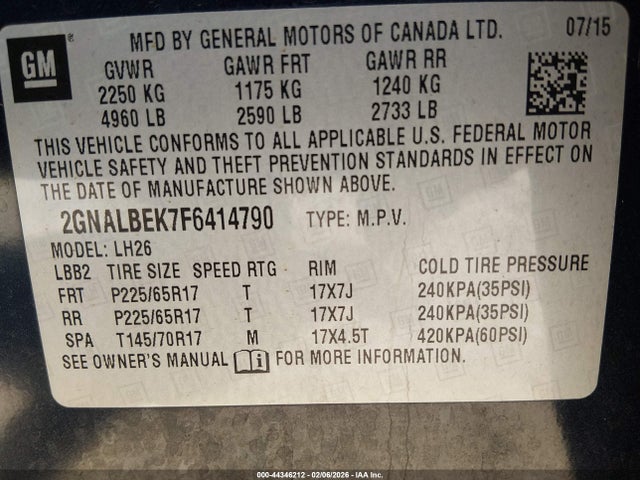 GM ®
MFD BY GENERAL MOTORS OF CANADA LTD. 07/15
GVWR GAWR FRT GAWR RR
2250 KG 1175 KG 1240 KG
4960 LB 2590 LB 2733 LB
THIS VEHICLE CONFORMS TO ALL APPLICABLE U.S. FEDERAL MOTOR
VEHICLE SAFETY AND THEFT PREVENTION STANDARDS IN EFFECT ON
THE DATE OF MANUFACTURE SHOWN ABOVE.
2GNALBEK7F6414790 TYPE: M.P.V.
MODEL: LH26
LBB2 TIRE SIZE SPEED RTG RIM COLD TIRE PRESSURE
FRT P225/65R17 T 17X7J 240KPA(35PSI)
RR P225/65R17 T 17X7J 240KPA(35PSI)
SPA T145/70R17 M 17X4.5T 420KPA(60PSI)
SEE OWNER'S MANUAL FOR MORE INFORMATION.
000-44346212 - 02/06/2026 - IAA Inc.